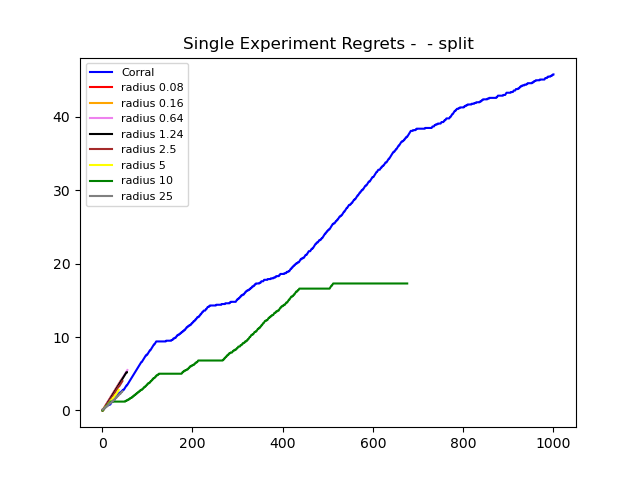 Single Experiment Regrets -  - split
Corral
radius 0.08
radius 0.16
radius 0.64
radius 1.24
radius 2.5
radius 5
radius 10
radius 25
40
30
20
10
0
0 200 400 600 800 1000